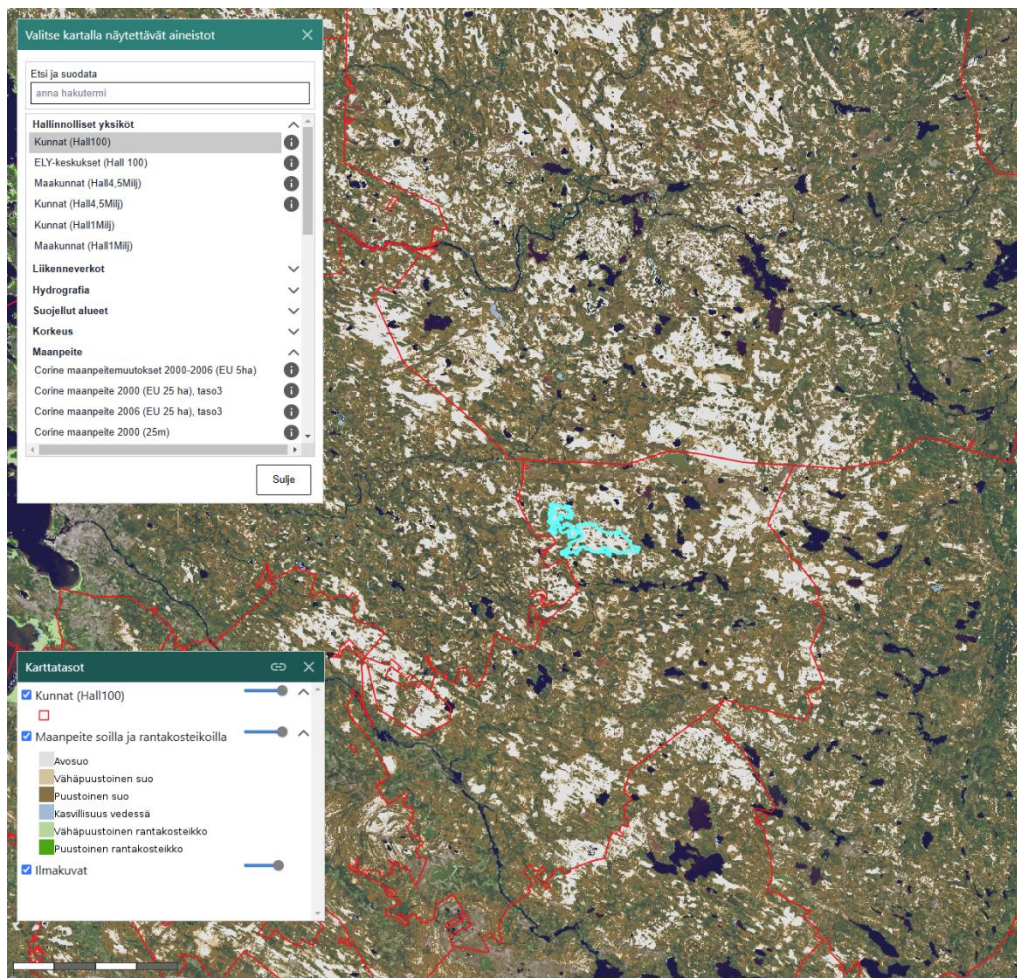 Valitse kartalla näytettävät aineistot
Etsi ja suodata
anna hakutermi
Hallinnolliset yksiköt
Kunnat (Hall100)
ELY-keskukset (Hall 100)
Maakunnat (Hall4,5Milj)
Kunnat (Hall4,5Milj)
Kunnat (Hall1Milj)
Maakunnat (Hall1Milj)
Liikenneverkot
Hydrografia
Suojellut alueet
Korkeus
Maanpeite
Corine maanpeitemuutokset 2000-2006 (EU 5ha)
Corine maanpeite 2000 (EU 25 ha), taso3
Corine maanpeite 2006 (EU 25 ha), taso3
Corine maanpeite 2000 (25m)
Sulje
Karttatasot
Kunnat (Hall100)
Maanpeite soilla ja rantakosteikoilla
Avosuo
Vähäpuustoinen suo
Puustoinen suo
Kasvillisuus vedessä
Vähäpuustoinen rantakosteikko
Puustoinen rantakosteikko
Ilmakuvat